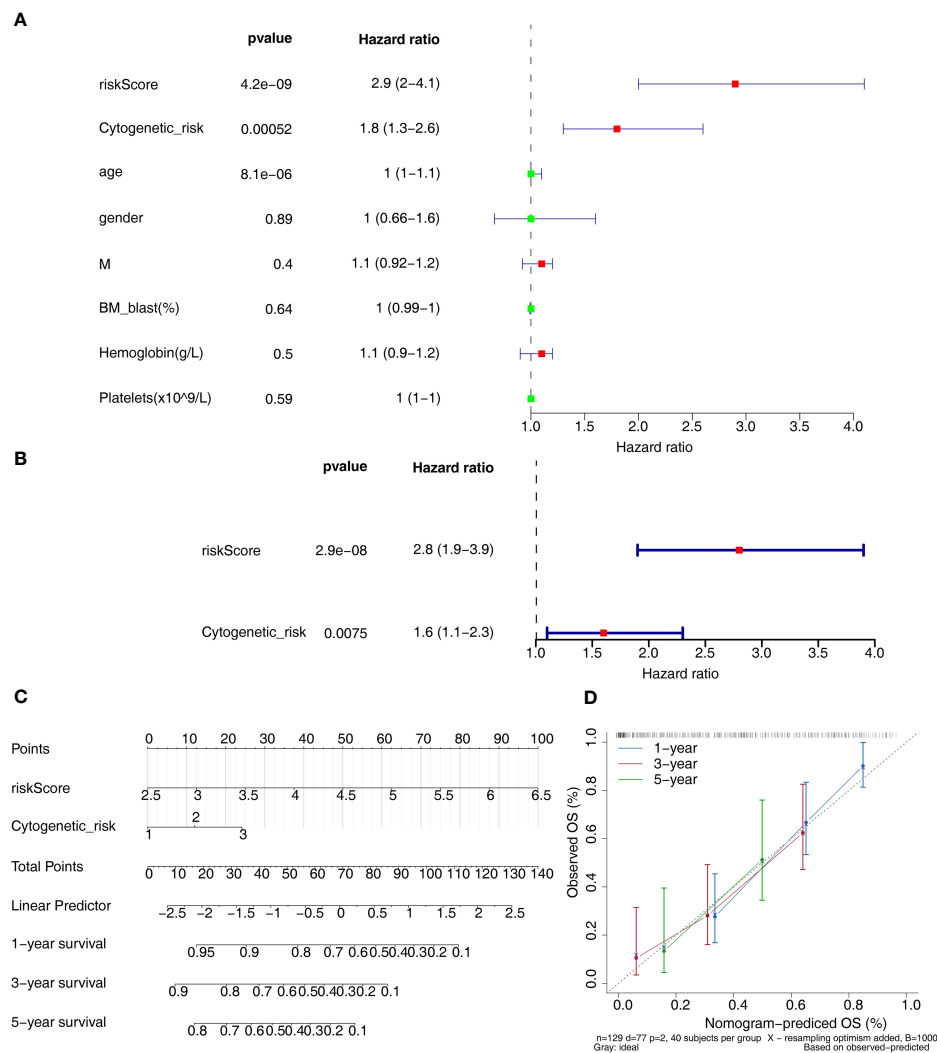 A
pvalue Hazard ratio
riskScore 4.2e−09 2.9 (2−4.1)
Cytogenetic_risk 0.00052 1.8 (1.3−2.6)
age 8.1e−06 1 (1−1.1)
gender 0.89 1 (0.66−1.6)
M 0.4 1.1 (0.92−1.2)
BM_blast(%) 0.64 1 (0.99−1)
Hemoglobin(g/L) 0.5 1.1 (0.9−1.2)
Platelets(x10^9/L) 0.59 1 (1−1)
1.0 1.5 2.0 2.5 3.0 3.5 4.0
Hazard ratio
B
pvalue Hazard ratio
riskScore 2.9e−08 2.8 (1.9−3.9)
Cytogenetic_risk 0.0075 1.6 (1.1−2.3)
1.0 1.5 2.0 2.5 3.0 3.5 4.0
Hazard ratio
C
0 10 20 30 40 50 60 70 80 90 100
Points
riskScore
2.5 3 3.5 4 4.5 5 5.5 6 6.5
2
Cytogenetic_risk
1 3
Total Points
0 10 20 30 40 50 60 70 80 90 100 110 120 130 140
Linear Predictor
−2.5 −2 −1.5 −1 −0.5 0 0.5 1 1.5 2 2.5
1−year survival
0.95 0.9 0.8 0.7 0.6 0.5 0.4 0.3 0.2 0.1
3−year survival
0.9 0.8 0.7 0.6 0.5 0.4 0.3 0.2 0.1
5−year survival
0.8 0.7 0.6 0.5 0.4 0.3 0.2 0.1
D
1−year
3−year
5−year
Observed OS (%)
0.0 0.2 0.4 0.6 0.8 1.0
0.0 0.2 0.4 0.6 0.8 1.0
Nomogram−prediced OS (%)
n=129 d=77 p=2, 40 subjects per group X − resampling optimism added, B=1000
Gray: ideal Based on observed−predicted